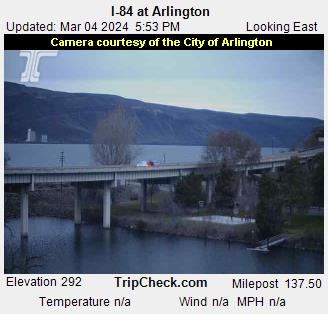 I-84 at Arlington
Updated: Mar 04 2024 5:53 PM Looking East
Camera courtesy of the City of Arlington
Elevation 292 TripCheck.com Milepost 137.50
Temperature n/a Wind n/a MPH n/a